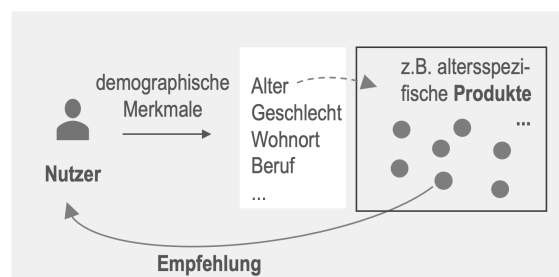 demographische
Merkmale
Nutzer
Alter
Geschlecht
Wohnort
Beruf
...
z.B. altersspezi-
fische Produkte
...
Empfehlung